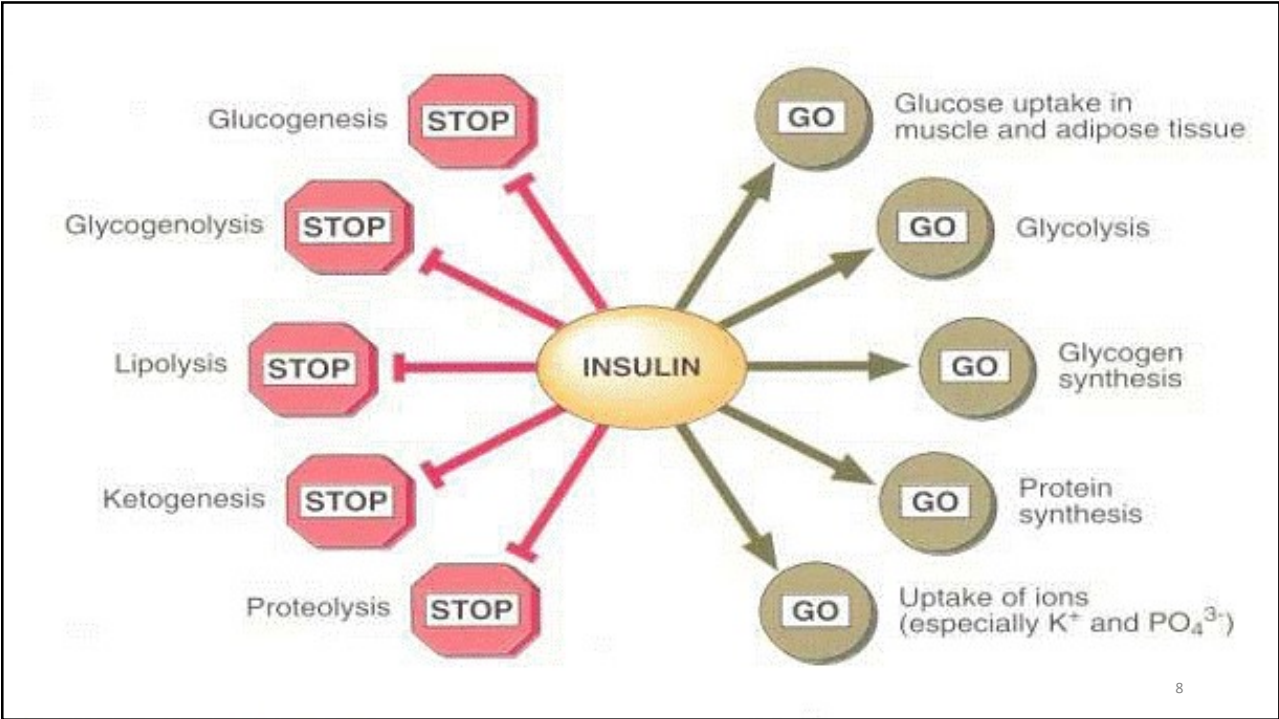 Glucogenesis
STOP
GO
Glucose uptake in
muscle and adipose tissue
Glycogenolysis
STOP
GO
Glycolysis
Lipolysis
STOP
INSULIN
GO
Glycogen
synthesis
Ketogenesis
STOP
GO
Protein
synthesis
Proteolysis
STOP
GO
Uptake of ions
(especially K⁺ and PO₄³⁻)
8